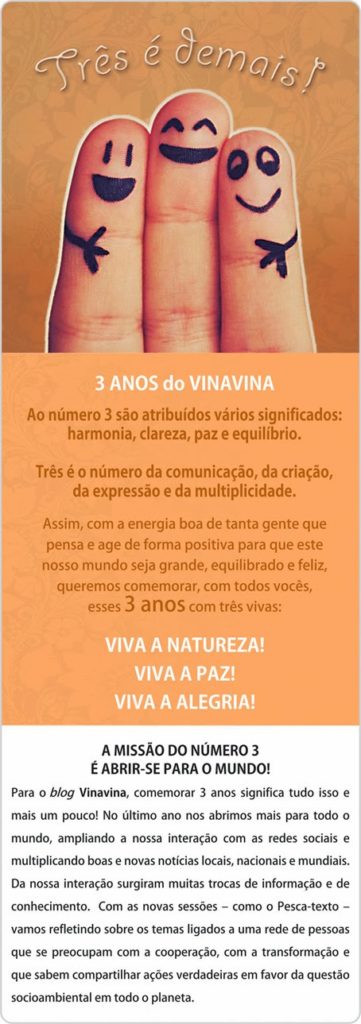 Três é demais!
3 ANOS do VINAVINA
Ao número 3 são atribuídos vários significados:
harmonia, clareza, paz e equilíbrio.
Três é o número da comunicação, da criação,
da expressão e da multiplicidade.
Assim, com a energia boa de tanta gente que
pensa e age de forma positiva para que este
nosso mundo seja grande, equilibrado e feliz,
queremos comemorar, com todos vocês,
esses 3 anos com três vivas:
VIVA A NATUREZA!
VIVA A PAZ!
VIVA A ALEGRIA!
A MISSÃO DO NÚMERO 3
É ABRIR-SE PARA O MUNDO!
Para o blog Vinavina, comemorar 3 anos significa tudo isso e
mais um pouco! No último ano nos abrimos mais para todo o
mundo, ampliando a nossa interação com as redes sociais e
multiplicando boas e novas notícias locais, nacionais e mundiais.
Da nossa interação surgiram muitas trocas de informação e de
conhecimento. Com as novas sessões – como o Pesca-texto –
vamos refletindo sobre os temas ligados a uma rede de pessoas
que se preocupam com a cooperação, com a transformação e
que sabem compartilhar ações verdadeiras em favor da questão
socioambiental em todo o planeta.